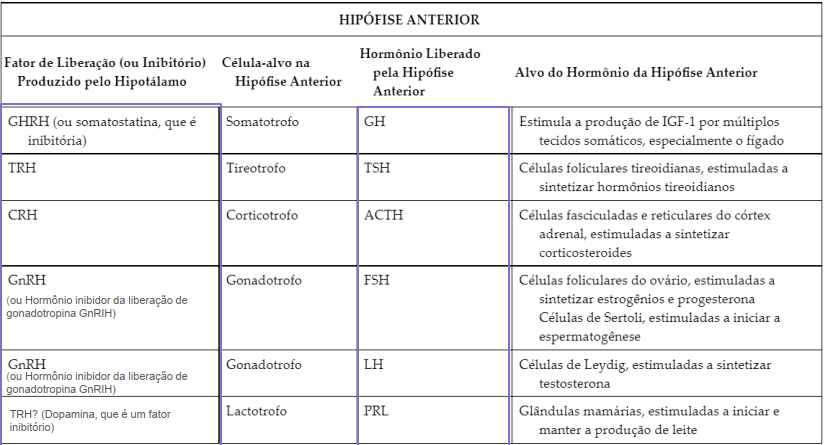 HIPÓFISE ANTERIOR
Fator de Liberação (ou Inibitório)
Produzido pelo Hipotálamo
Célula-alvo na
Hipófise Anterior
Hormônio Liberado
pela Hipófise
Anterior
Alvo do Hormônio da Hipófise Anterior
GHRH (ou somatostatina, que é
inibitória)
Somatotrofo
GH
Estimula a produção de IGF-1 por múltiplos
tecidos somáticos, especialmente o fígado
TRH
Tireotrofo
TSH
Células foliculares tireoidianas, estimuladas a
sintetizar hormônios tireoidianos
CRH
Corticotrofo
ACTH
Células fasciculadas e reticulares do córtex
adrenal, estimuladas a sintetizar
corticosteroides
GnRH
(ou Hormônio inibidor da liberação de
gonadotropina GnRIH)
Gonadotrofo
FSH
Células foliculares do ovário, estimuladas a
sintetizar estrogênios e progesterona
Células de Sertoli, estimuladas a iniciar a
espermatogênese
GnRH
(ou Hormônio inibidor da liberação de
gonadotropina GnRIH)
Gonadotrofo
LH
Células de Leydig, estimuladas a sintetizar
testosterona
TRH? (Dopamina, que é um fator
inibitório)
Lactotrofo
PRL
Glândulas mamárias, estimuladas a iniciar e
manter a produção de leite